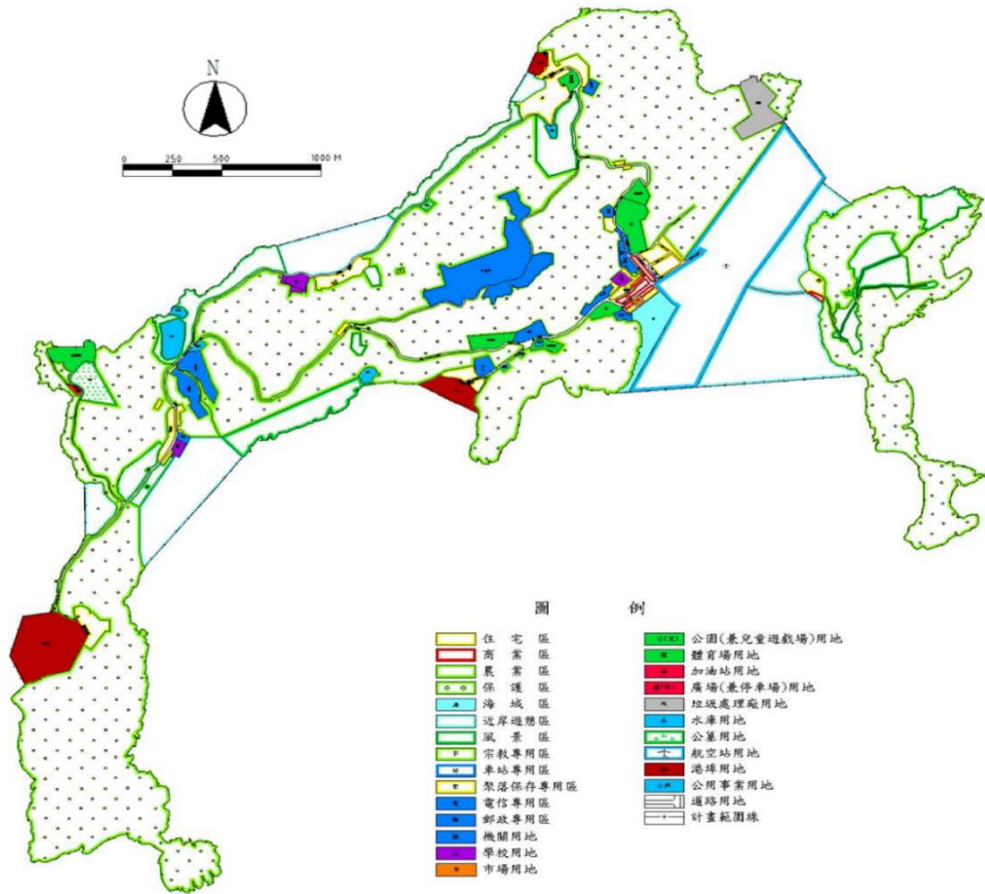 N
0 250 500 1000 M
圖 例
住宅區
商業區
農業區
保護區
海域區
近岸遊憩區
風景區
宗教專用區
車站專用區
聚落保存專用區
電信專用區
郵政專用區
機關用地
學校用地
市場用地
公園(兼兒童遊戲場)用地
體育場用地
加油站用地
廣場(兼停車場)用地
垃圾處理廠用地
水庫用地
公墓用地
航空站用地
港埠用地
公用事業用地
道路用地
計畫範圍線